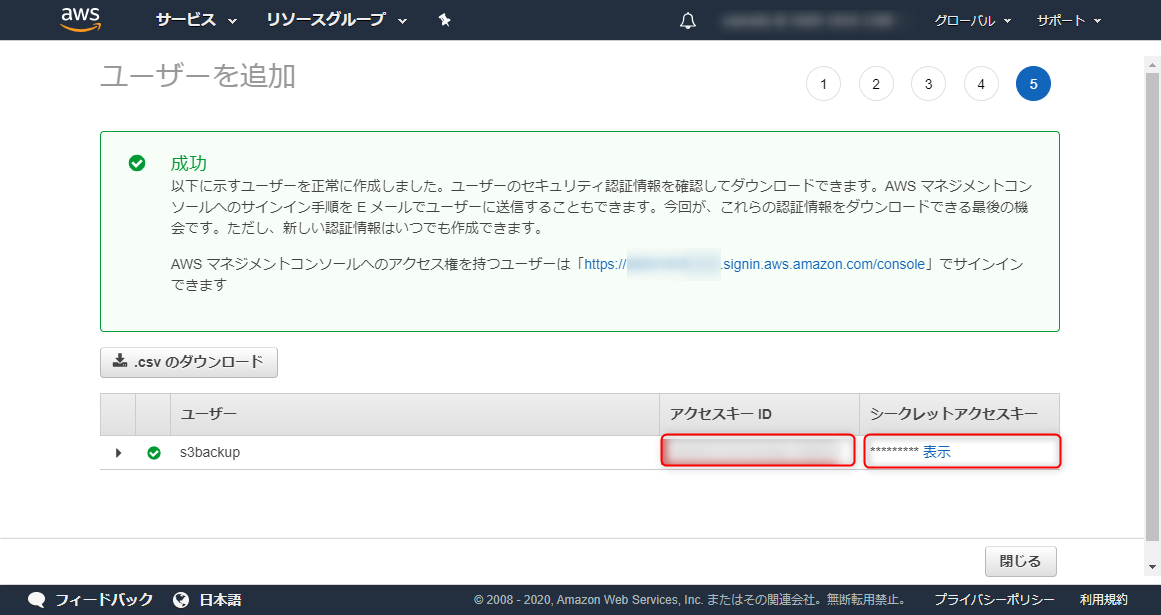 aws サービス リソースグループ グローバル サポート
ユーザーを追加
1 2 3 4 5
成功
以下に示すユーザーを正常に作成しました。ユーザーのセキュリティ認証情報を確認してダウンロードできます。AWS マネジメントコン
ソールへのサインイン手順を E メールでユーザーに送信することもできます。今回が、これらの認証情報をダウンロードできる最後の機
会です。ただし、新しい認証情報はいつでも作成できます。
AWS マネジメントコンソールへのアクセス権を持つユーザーは「https:// .signin.aws.amazon.com/console」でサインイン
できます
.csv のダウンロード
ユーザー アクセスキー ID シークレットアクセスキー
s3backup ********* 表示
閉じる
フィードバック 日本語 © 2008 - 2020, Amazon Web Services, Inc. またはその関連会社。無断転用禁止。 プライバシーポリシー 利用規約